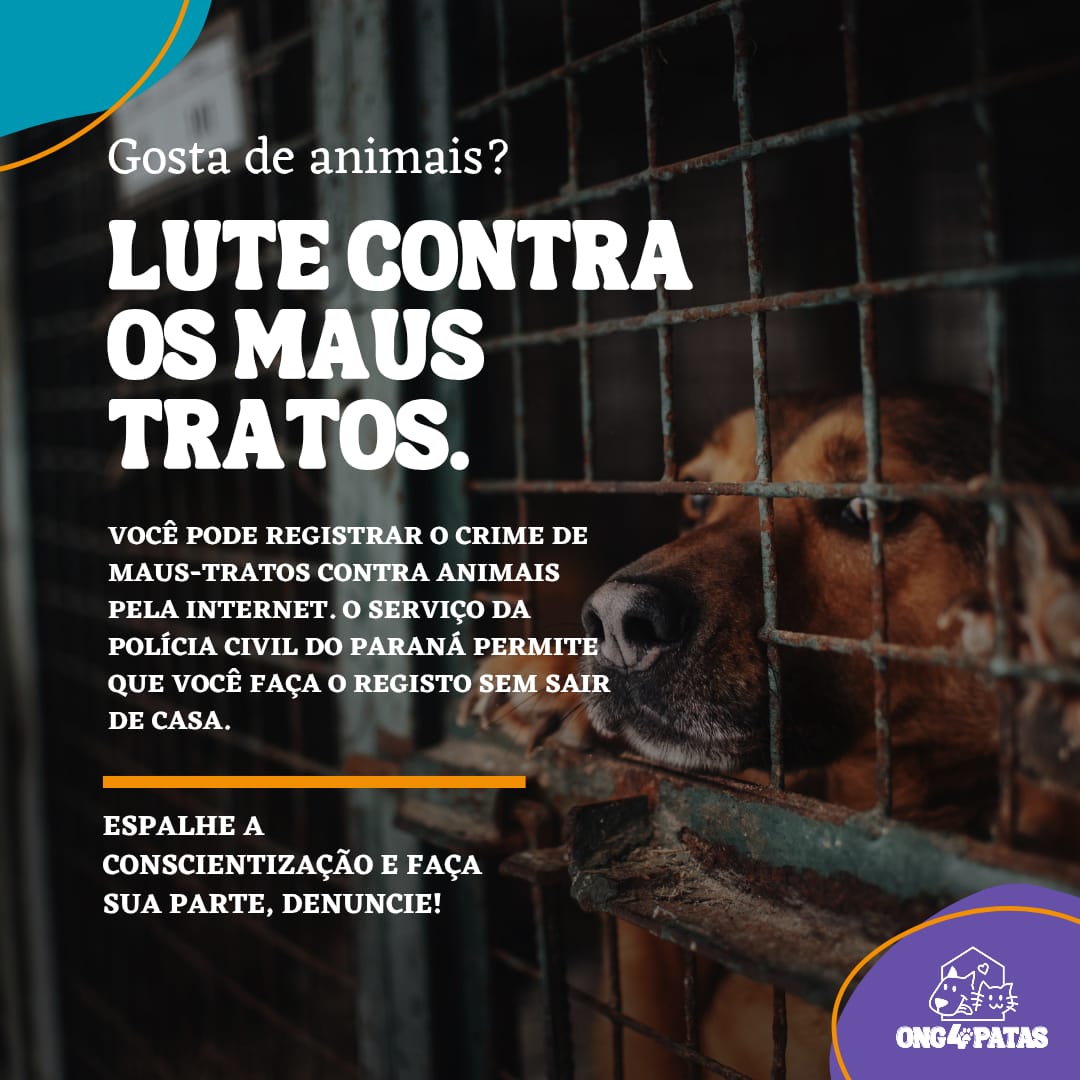 Gosta de animais?
LUTE CONTRA
OS MAUS
TRATOS.
VOCÊ PODE REGISTRAR O CRIME DE
MAUS-TRATOS CONTRA ANIMAIS
PELA INTERNET. O SERVIÇO DA
POLÍCIA CIVIL DO PARANÁ PERMITE
QUE VOCÊ FAÇA O REGISTO SEM SAIR
DE CASA.
ESPALHE A
CONSCIENTIZAÇÃO E FAÇA
SUA PARTE, DENUNCIE!
ONG4PATAS